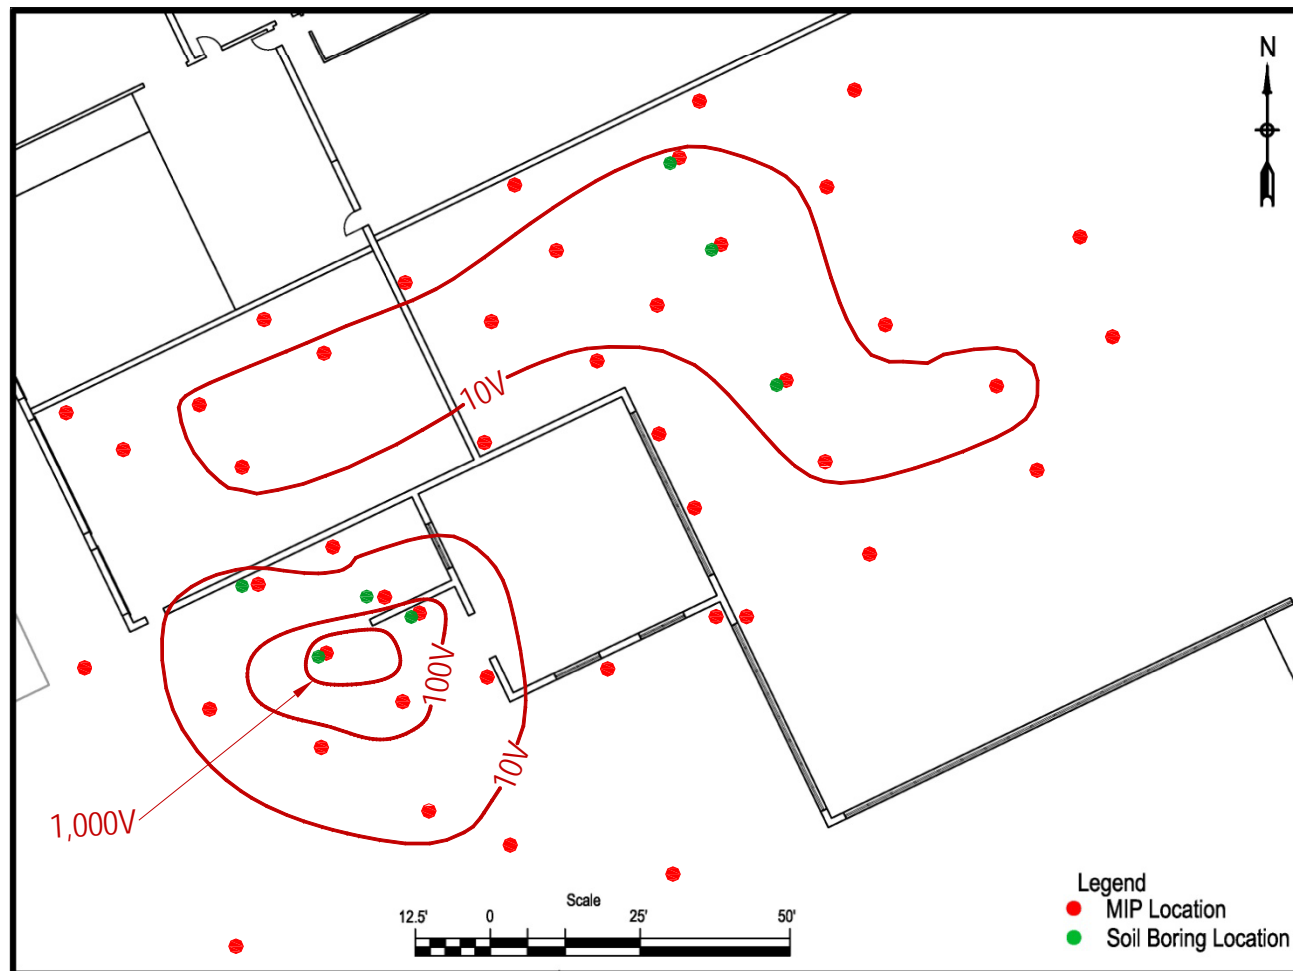 N
10V
100V
10V
1,000V
Scale
12.5' 0 25' 50'
Legend
MIP Location
Soil Boring Location